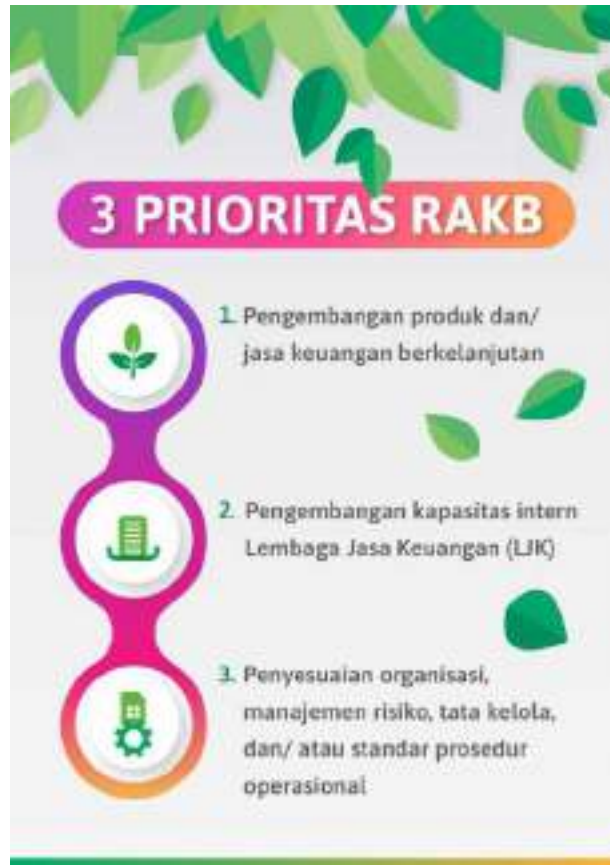 3 PRIORITAS RAKB
1. Pengembangan produk dan/
jasa keuangan berkelanjutan
2. Pengembangan kapasitas intern
Lembaga Jasa Keuangan (LJK)
3. Penyesuaian organisasi,
manajemen risiko, tata kelola,
dan/ atau standar prosedur
operasional